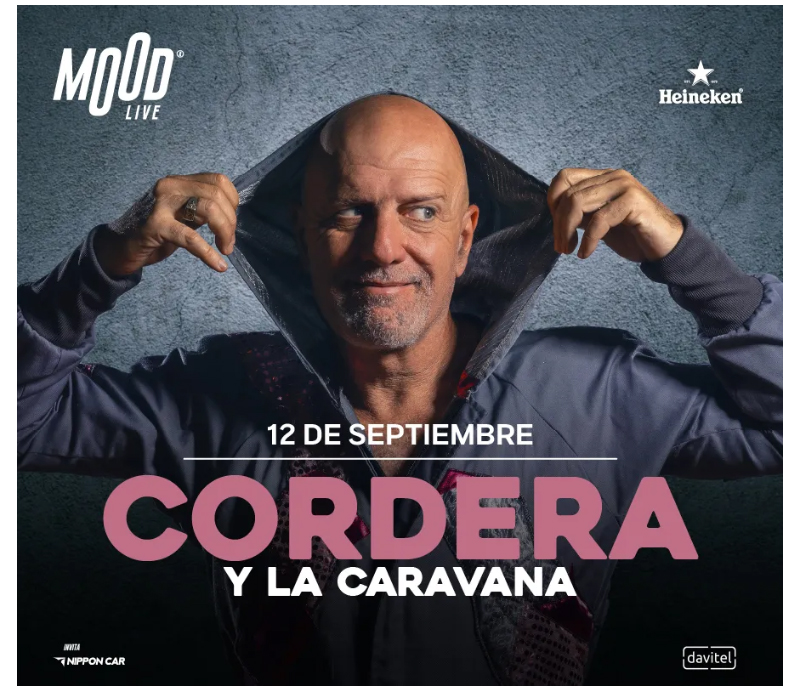 MOOD®
LIVE
Heineken®
12 DE SEPTIEMBRE
CORDERA
Y LA CARAVANA
INVITA
NIPPON CAR
davitel